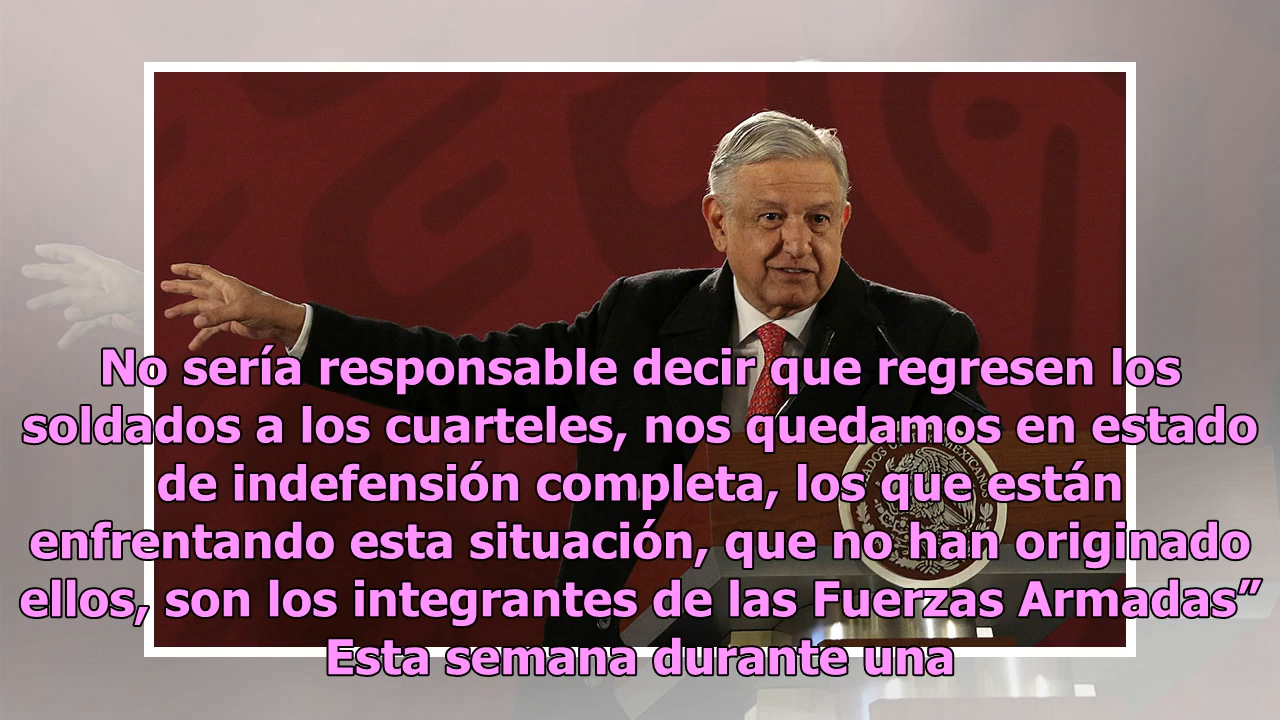 No sería responsable decir que regresen los
soldados a los cuarteles, nos quedamos en estado
de indefensión completa, los que están
enfrentando esta situación, que no han originado
ellos, son los integrantes de las Fuerzas Armadas”
Esta semana durante una
MEXICANOS